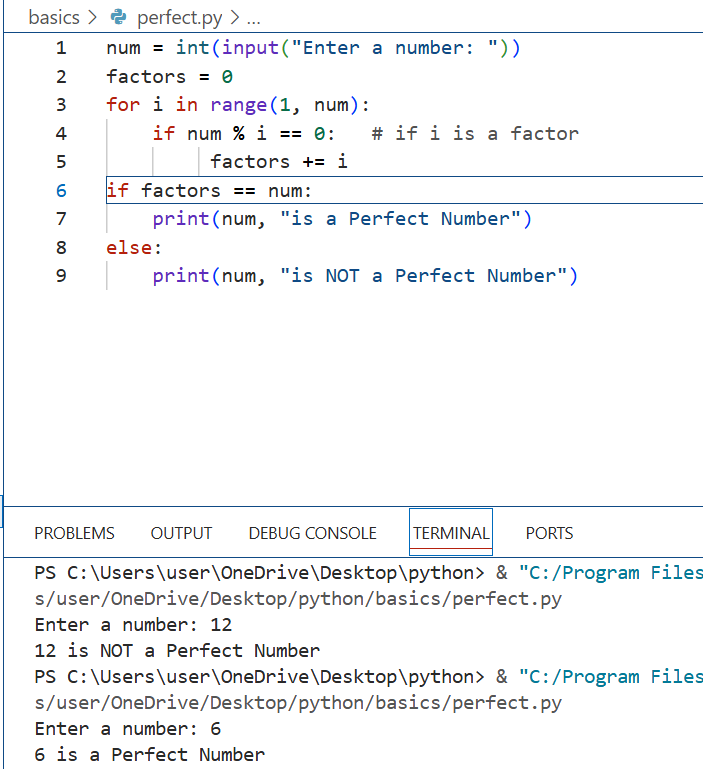 basics > perfect.py > ...
1 num = int(input("Enter a number: "))
2 factors = 0
3 for i in range(1, num):
4     if num % i == 0:   # if i is a factor
5          factors += i
6 if factors == num:
7     print(num, "is a Perfect Number")
8 else:
9     print(num, "is NOT a Perfect Number")
PROBLEMS OUTPUT DEBUG CONSOLE TERMINAL PORTS
PS C:\Users\user\OneDrive\Desktop\python> & "C:/Program Files
s/user/OneDrive/Desktop/python/basics/perfect.py
Enter a number: 12
12 is NOT a Perfect Number
PS C:\Users\user\OneDrive\Desktop\python> & "C:/Program Files
s/user/OneDrive/Desktop/python/basics/perfect.py
Enter a number: 6
6 is a Perfect Number